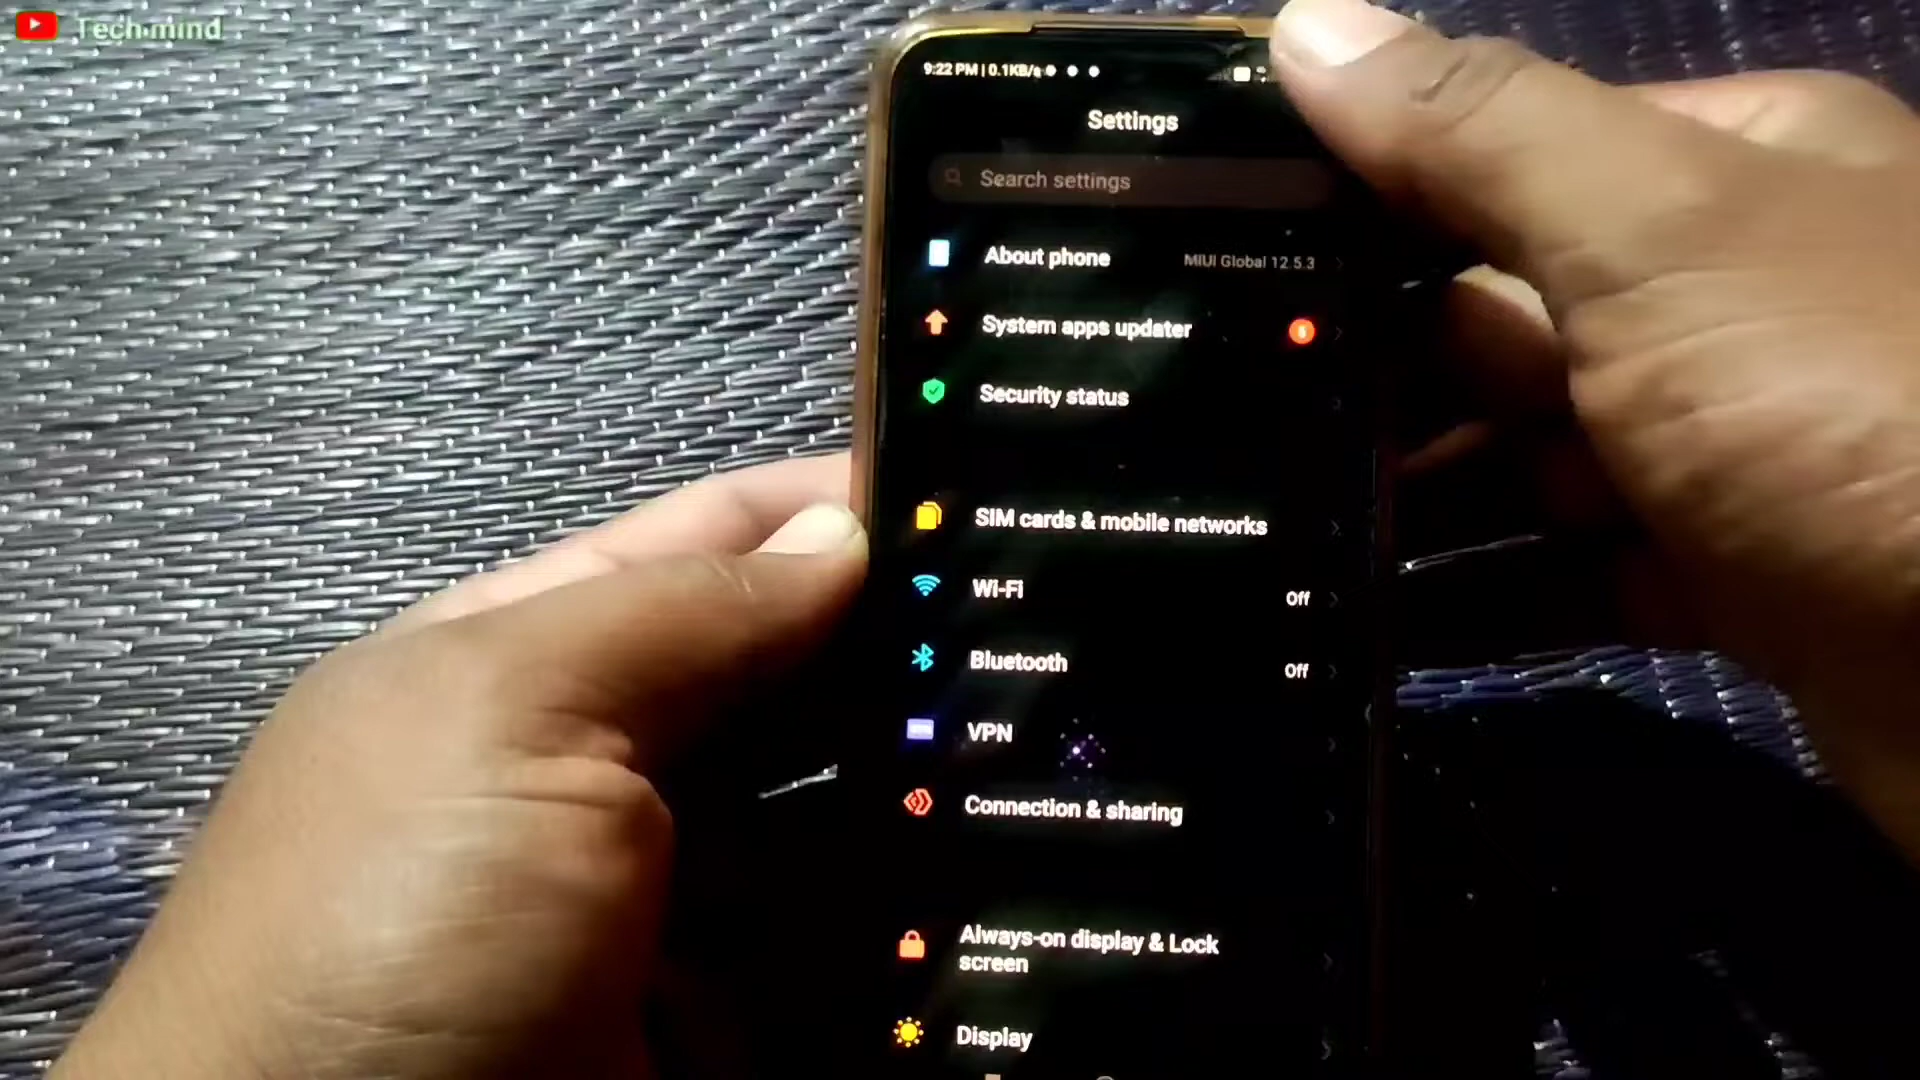 Tech mind
9:22 PM | 0.1KB/s
Settings
Search settings
About phone MIUI Global 12.5.3
System apps updater
Security status
SIM cards & mobile networks
Wi-Fi Off
Bluetooth Off
VPN
Connection & sharing
Always-on display & Lock
screen
Display